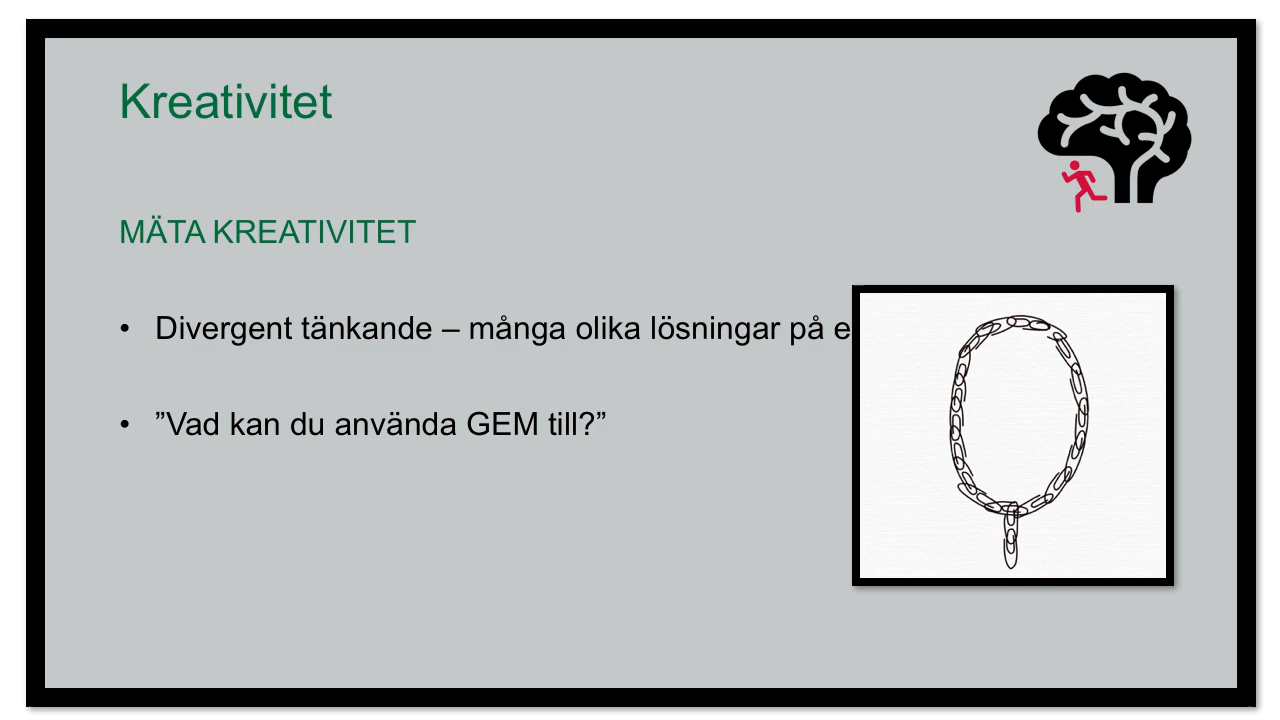 Kreativitet
MÄTA KREATIVITET
• Divergent tänkande – många olika lösningar på
• ”Vad kan du använda GEM till?”